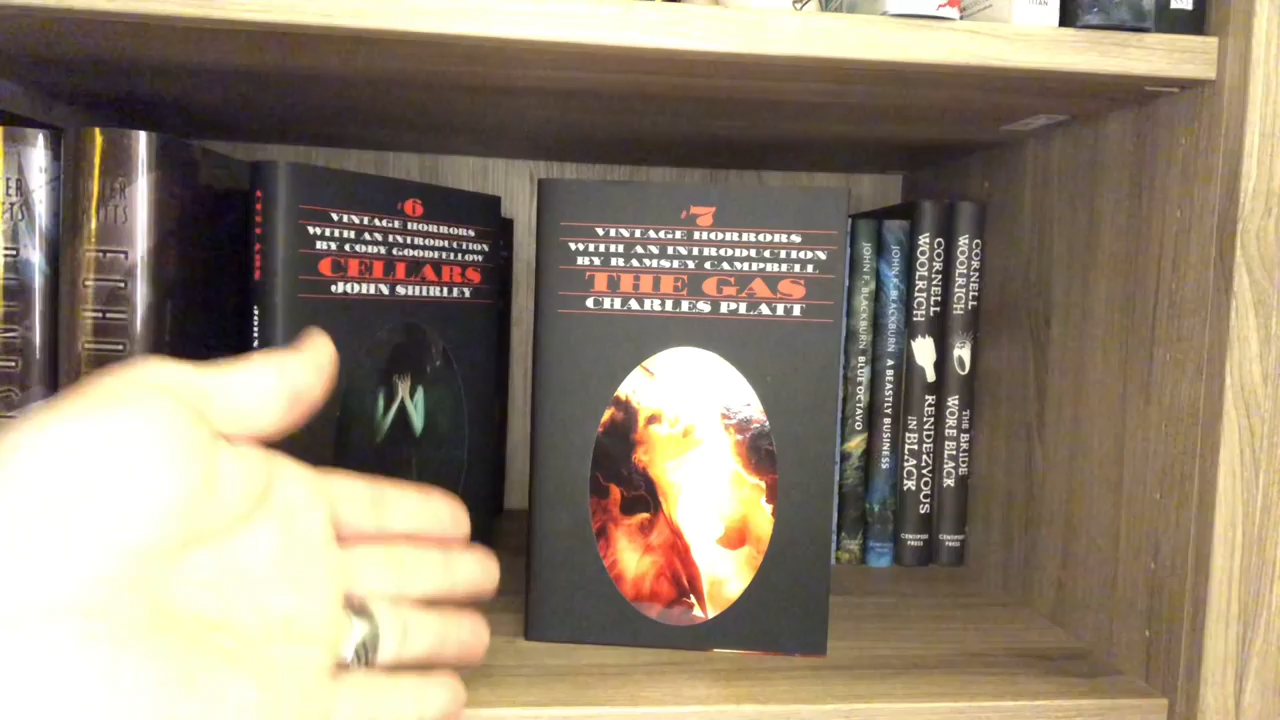 #6
VINTAGE HORRORS
WITH AN INTRODUCTION
BY CODY GOODFELLOW
CELLARS
JOHN SHIRLEY
CELLARS
#7
VINTAGE HORRORS
WITH AN INTRODUCTION
BY RAMSEY CAMPBELL
THE GAS
CHARLES PLATT
JOHN F. BLACKBURN BLUE OCTAVO
JOHN F. BLACKBURN A BEASTLY BUSINESS
CORNELL
WOOLRICH
RENDEZVOUS
IN BLACK
CENTIPEDE
PRESS
CORNELL
WOOLRICH
THE BRIDE
WORE BLACK
CENTIPEDE
PRESS